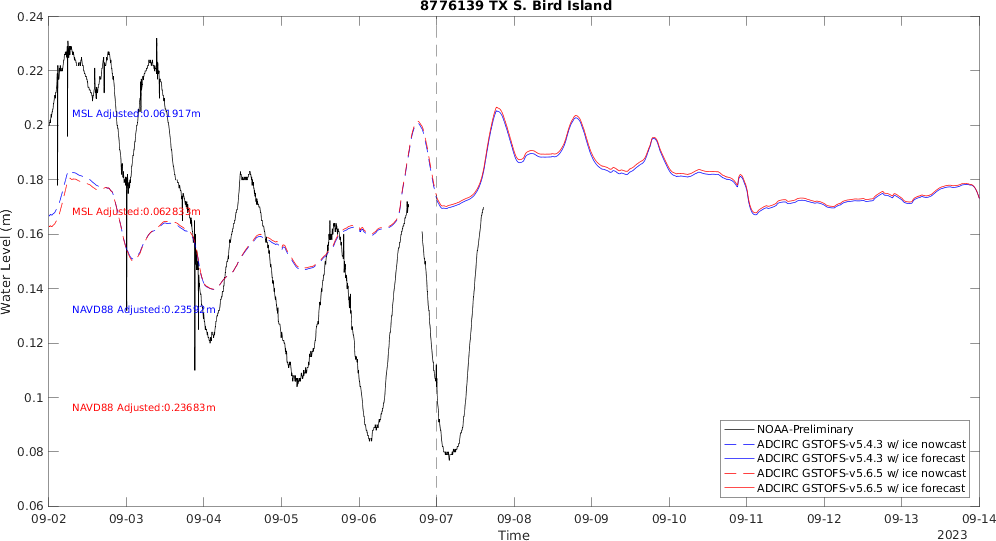 8776139 TX S. Bird Island
0.24
0.22
0.2
0.18
0.16
0.14
0.12
0.1
0.08
0.06
Water Level (m)
MSL Adjusted:0.061917m
MSL Adjusted:0.062833m
NAVD88 Adjusted:0.23592m
NAVD88 Adjusted:0.23683m
NOAA-Preliminary
ADCIRC GSTOFS-v5.4.3 w/ ice nowcast
ADCIRC GSTOFS-v5.4.3 w/ ice forecast
ADCIRC GSTOFS-v5.6.5 w/ ice nowcast
ADCIRC GSTOFS-v5.6.5 w/ ice forecast
09-02 09-03 09-04 09-05 09-06 09-07 09-08 09-09 09-10 09-11 09-12 09-13 09-14
Time
2023